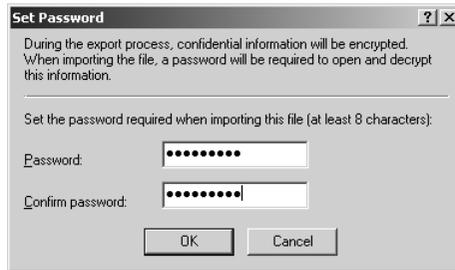 Set Password
During the export process, confidential information will be encrypted.
When importing the file, a password will be required to open and decrypt
this information.
Set the password required when importing this file (at least 8 characters):
Password: •••••••••
Confirm password: •••••••••
OK Cancel